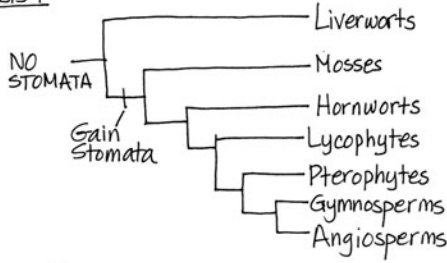 Liverworts
NO
STOMATA
Mosses
Gain
Stomata
Hornworts
Lycophytes
Pterophytes
Gymnosperms
Angiosperms